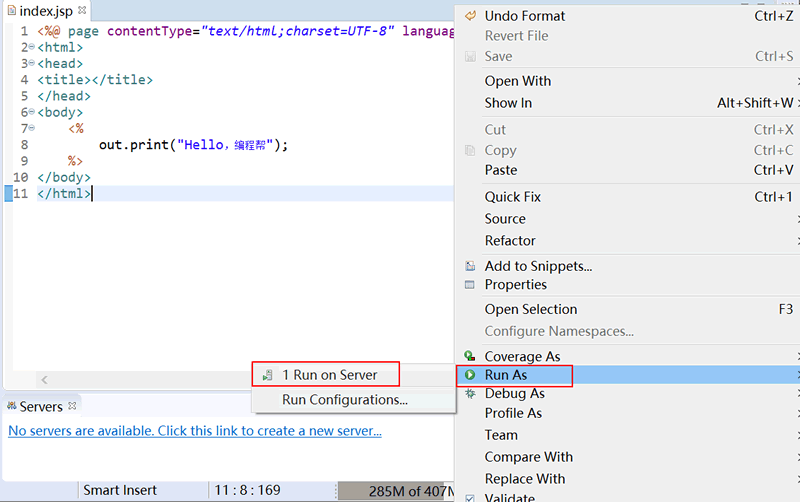 index.jsp
1 <%@ page contentType="text/html;charset=UTF-8" languag
2 <html>
3 <head>
4 <title></title>
5 </head>
6 <body>
7 <%
8 out.print("Hello，编程帮");
9 %>
10 </body>
11 </html>
Undo Format Ctrl+Z
Revert File
Save Ctrl+S
Open With
Show In Alt+Shift+W
Cut Ctrl+X
Copy Ctrl+C
Paste Ctrl+V
Quick Fix Ctrl+1
Source
Refactor
Add to Snippets...
Properties
Open Selection F3
Configure Namespaces...
Coverage As
Run As
Debug As
Profile As
Team
Compare With
Replace With
Validate
1 Run on Server
Run Configurations...
Servers
No servers are available. Click this link to create a new server...
Smart Insert
11 : 8 : 169
285M of 407M